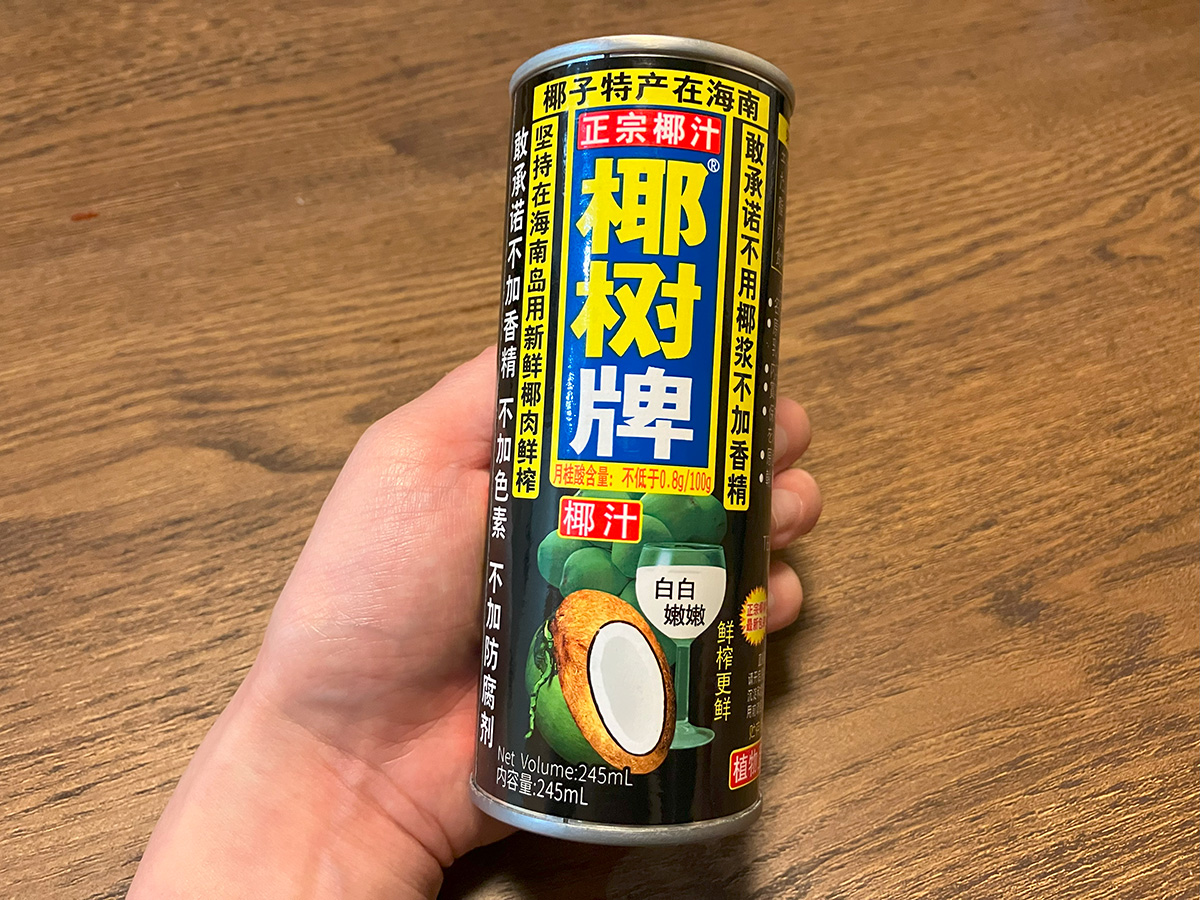 椰子特产在海南
正宗椰汁
椰树牌®
月桂酸含量：不低于0.8g/100g
坚持在海南岛用新鲜椰肉鲜榨
敢承诺不用椰浆不加香精
敢承诺不加香精 不加色素 不加防腐剂
椰汁
白白
嫩嫩
鲜榨更鲜
Net Volume:245mL
内容量:245mL
植物